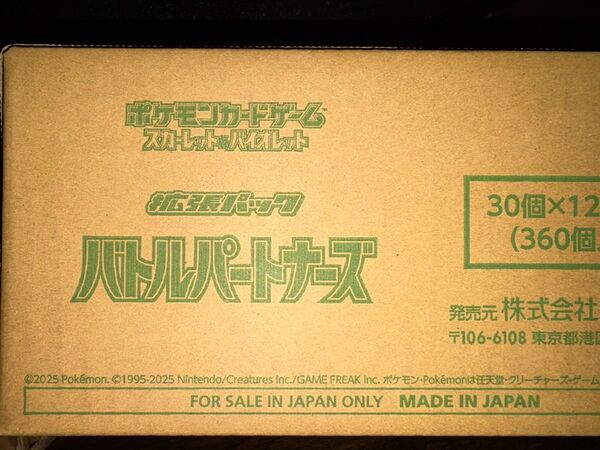 ポケモンカードゲーム
スカーレット&バイオレット
拡張パック
バトルパートナーズ
30個×12
(360個
発売元 株式会社
〒106-6108 東京都港区
©2025 Pokémon. ©1995-2025 Nintendo/Creatures Inc./GAME FREAK inc. ポケモン・Pokémonは任天堂・クリーチャーズ・ゲーム
FOR SALE IN JAPAN ONLY MADE IN JAPAN